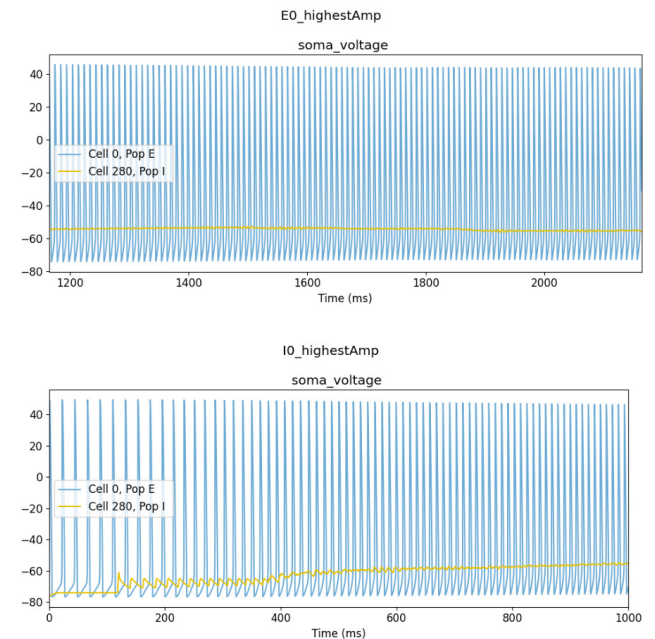 E0_highestAmp
soma_voltage
40
20
0
−20
−40
−60
−80
Cell 0, Pop E
Cell 280, Pop I
1200 1400 1600 1800 2000
Time (ms)
I0_highestAmp
soma_voltage
40
20
0
−20
−40
−60
−80
Cell 0, Pop E
Cell 280, Pop I
0 200 400 600 800 1000
Time (ms)